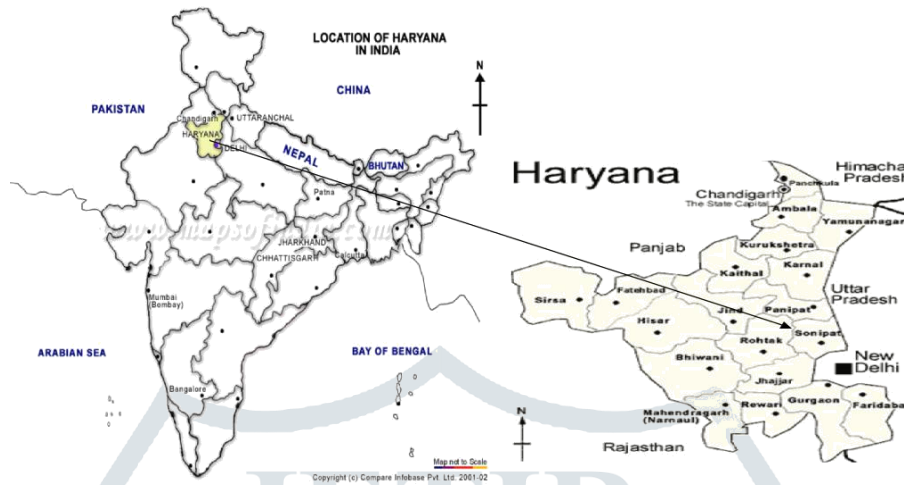 LOCATION OF HARYANA
IN INDIA
N
CHINA
PAKISTAN
Chandigarh
UTTARANCHAL
HARYANA
DELHI
NEPAL
BHUTAN
Patna
JHARKHAND
CHHATTISGARH
Calcutta
Mumbai
(Bombay)
ARABIAN SEA
BAY OF BENGAL
Bangalore
N
Map not to Scale
Copyright (c) Compare Infobase Pvt. Ltd. 2001-02
Haryana
Himacha
Pradesh
Panchkula
Chandigarh
The State Capital
Ambala
Yamunanagar
Panjab
Kurukshetra
Kaithal
Karnal
Uttar
Pradesh
Fatehbad
Sirsa
Hisar
Jind
Panipat
Sonipat
Rohtak
Bhiwani
New
Delhi
Jhajjar
Mahendragarh
(Narnaul)
Rewari
Gurgaon
Faridaba
Rajasthan